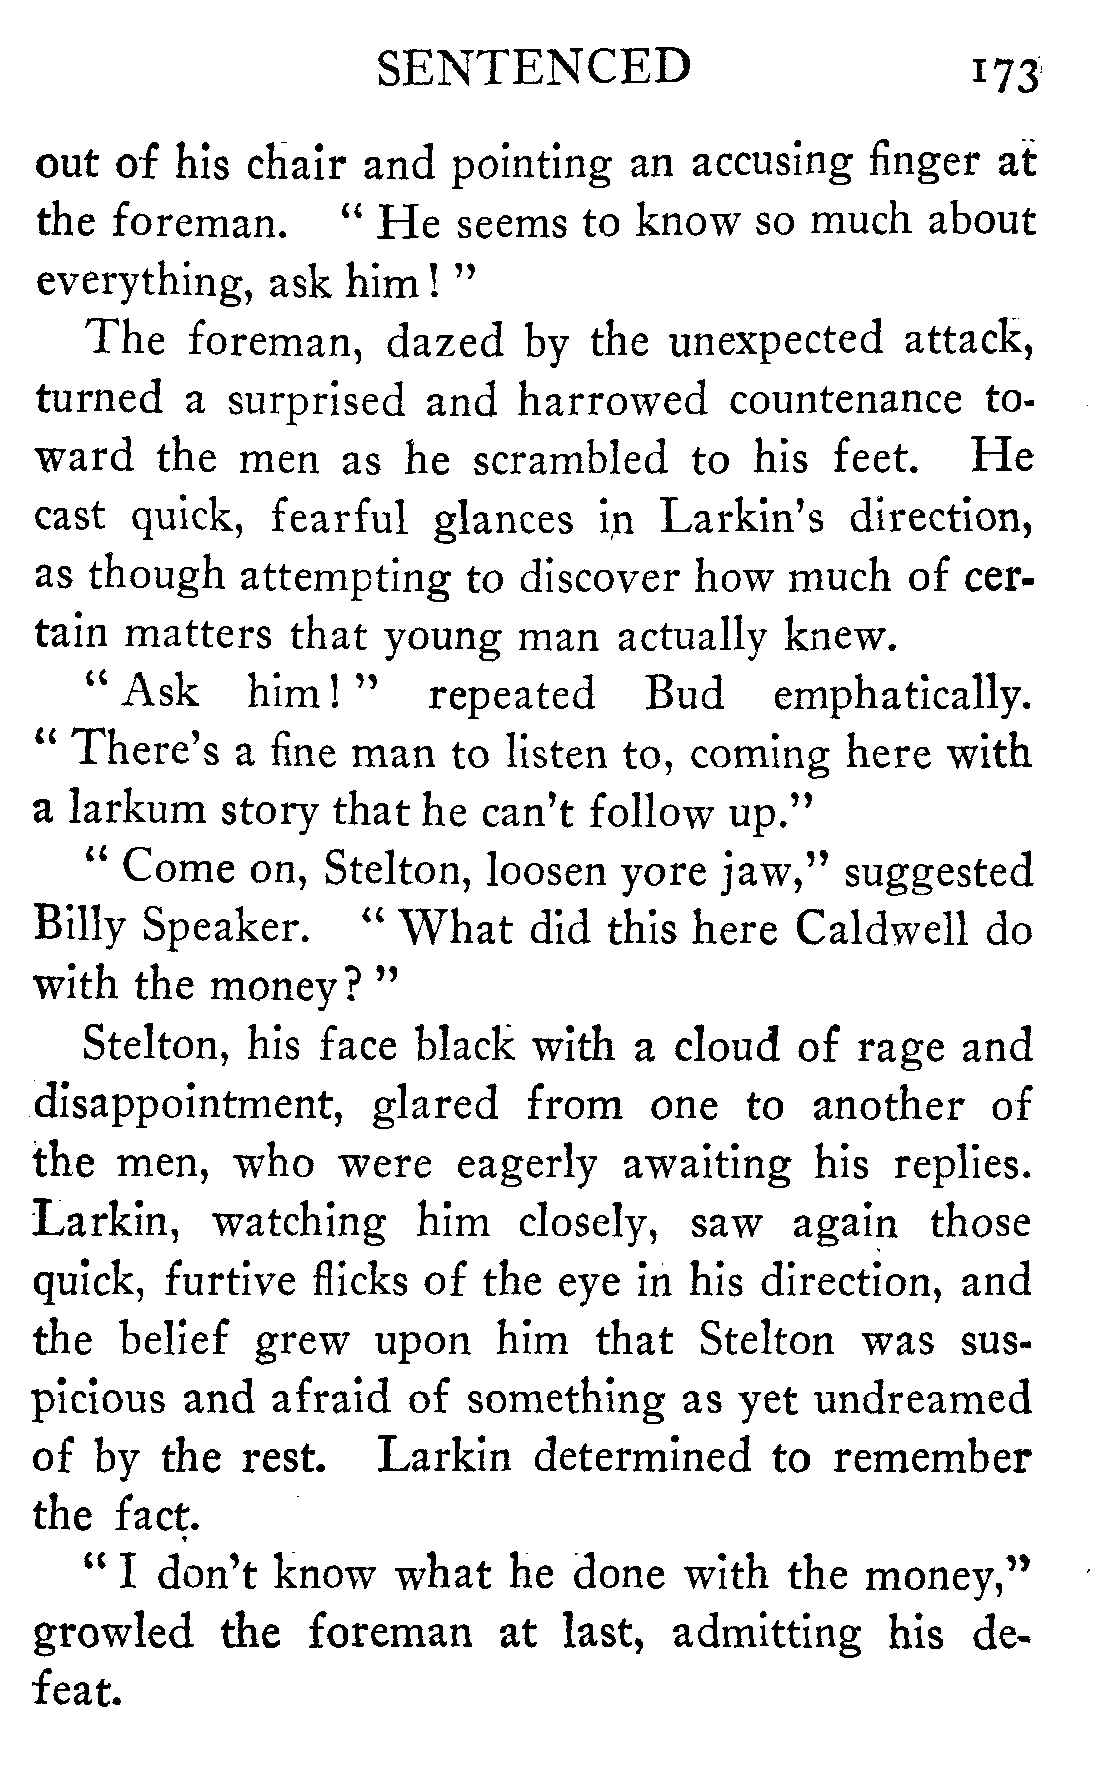 SENTENCED 173
out of his chair and pointing an accusing finger at
the foreman. " He seems to know so much about
everything, ask him! "
The foreman, dazed by the unexpected attack,
turned a surprised and harrowed countenance to-
ward the men as he scrambled to his feet. He
cast quick, fearful glances in Larkin's direction,
as though attempting to discover how much of cer-
tain matters that young man actually knew.
" Ask him! " repeated Bud emphatically.
" There's a fine man to listen to, coming here with
a larkum story that he can't follow up."
" Come on, Stelton, loosen yore jaw," suggested
Billy Speaker. " What did this here Caldwell do
with the money? "
Stelton, his face black with a cloud of rage and
disappointment, glared from one to another of
the men, who were eagerly awaiting his replies.
Larkin, watching him closely, saw again those
quick, furtive flicks of the eye in his direction, and
the belief grew upon him that Stelton was sus-
picious and afraid of something as yet undreamed
of by the rest. Larkin determined to remember
the fact.
" I don't know what he done with the money,"
growled the foreman at last, admitting his de-
feat.